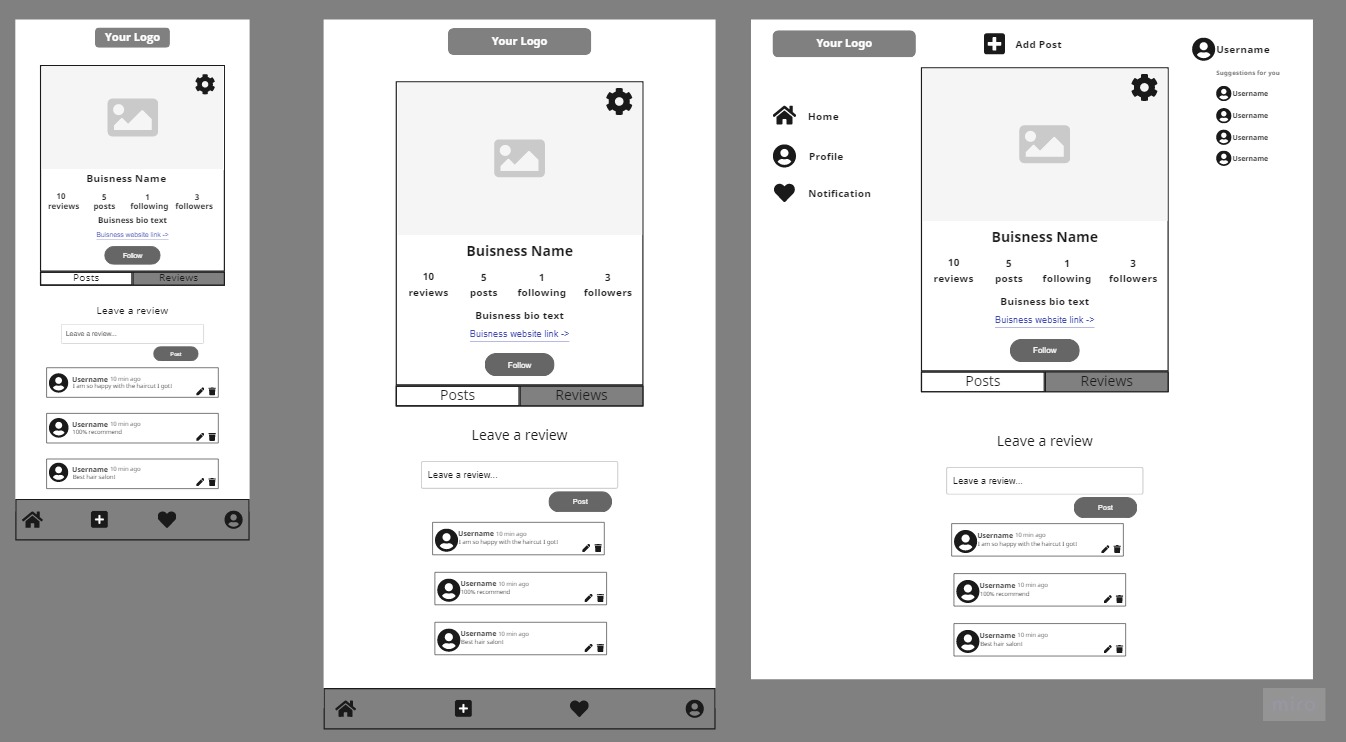 Your Logo
Buisness Name
10 5 1 3
reviews posts following followers
Buisness bio text
Buisness website link ->
Follow
Posts Reviews
Leave a review
Leave a review...
Post
Username 10 min ago
I am so happy with the haircut I got!
Username 10 min ago
100% recommend
Username 10 min ago
Best hair salon!
Your Logo
Buisness Name
10 5 1 3
reviews posts following followers
Buisness bio text
Buisness website link ->
Follow
Posts Reviews
Leave a review
Leave a review...
Post
Username 10 min ago
I am so happy with the haircut I got!
Username 10 min ago
100% recommend
Username 10 min ago
Best hair salon!
Your Logo
Add Post
Username
Suggestions for you
Username
Username
Username
Username
Home
Profile
Notification
Buisness Name
10 5 1 3
reviews posts following followers
Buisness bio text
Buisness website link ->
Follow
Posts Reviews
Leave a review
Leave a review...
Post
Username 10 min ago
I am so happy with the haircut I got!
Username 10 min ago
100% recommend
Username 10 min ago
Best hair salon!
miro